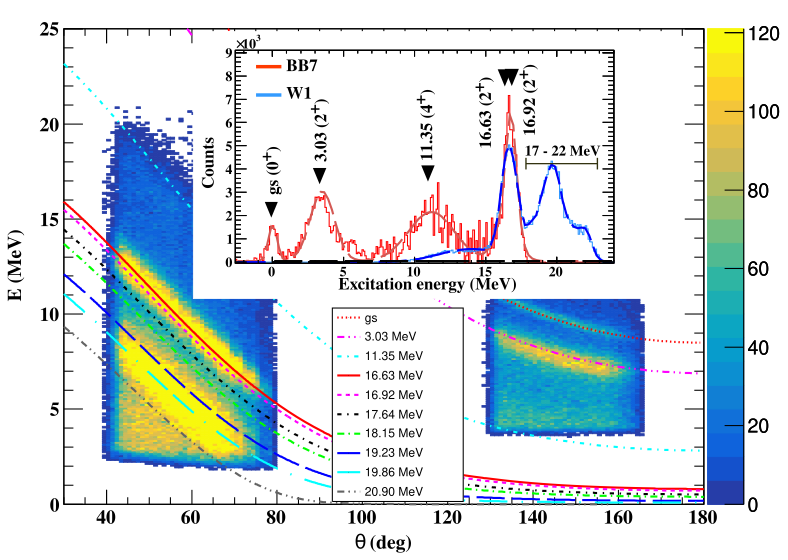 25
20
15
10
5
0
E (MeV)
40
60
80
100
120
140
160
180
θ (deg)
120
100
80
60
40
20
0
×10³
9
8
7
6
5
4
3
2
1
0
Counts
BB7
W1
gs (0⁺)
3.03 (2⁺)
11.35 (4⁺)
16.63 (2⁺)
16.92 (2⁺)
17 - 22 MeV
0
5
10
15
20
Excitation energy (MeV)
gs
3.03 MeV
11.35 MeV
16.63 MeV
16.92 MeV
17.64 MeV
18.15 MeV
19.23 MeV
19.86 MeV
20.90 MeV